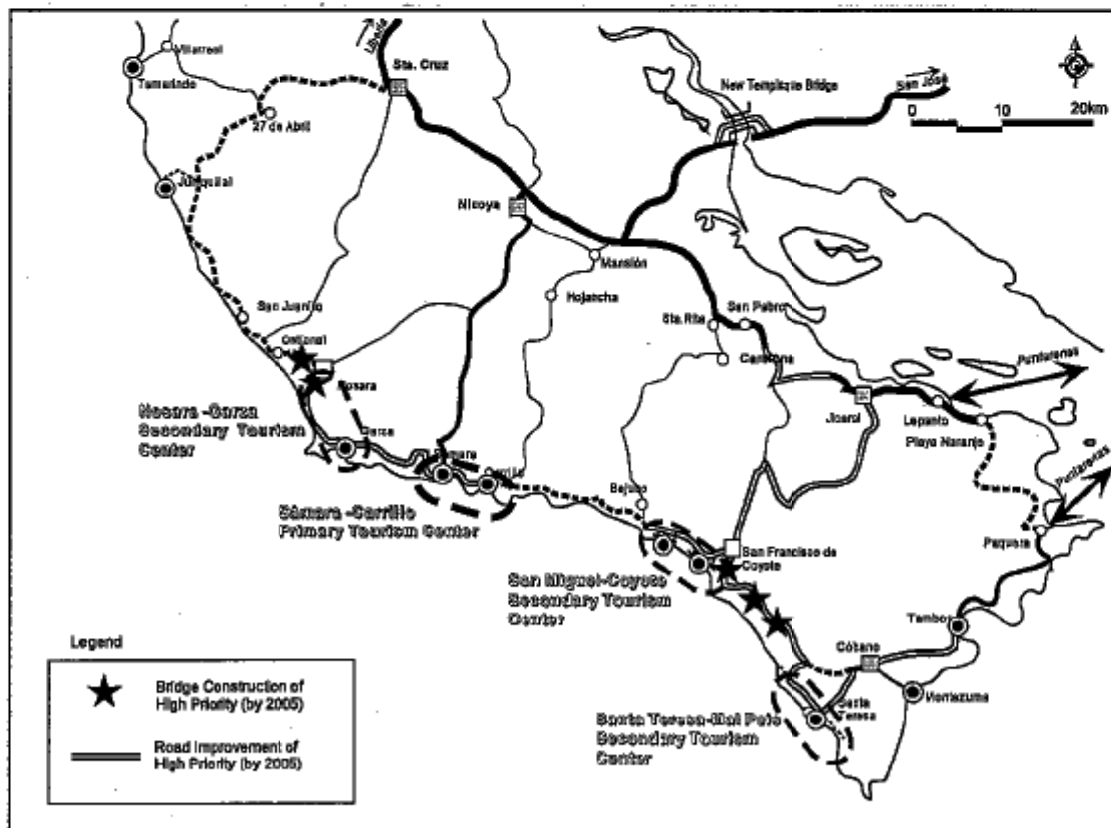 Liberia
Villarreal
Tamarindo
Sta. Cruz
New Tempisque Bridge
San José
0 10 20km
27 de Abril
Junquillal
Nicoya
Mansión
Hojancha
San Juanillo
Sta. Rita
San Pablo
Ostional
Carmona
Puntarenas
Nosara
Jicaral
Lepanto
Playa Naranjo
Nosara -Garza
Secondary Tourism
Center
Garza
Sámara
Carrillo
Puntarenas
Bejuco
Sámara -Carrillo
Primary Tourism Center
Paquera
San Francisco de
Coyote
San Miguel-Coyote
Secondary Tourism
Center
Tambor
Cóbano
Montezuma
Santa
Teresa
Santa Teresa-Mal Pais
Secondary Tourism
Center
Legend
Bridge Construction of
High Priority (by 2005)
Road Improvement of
High Priority (by 2005)